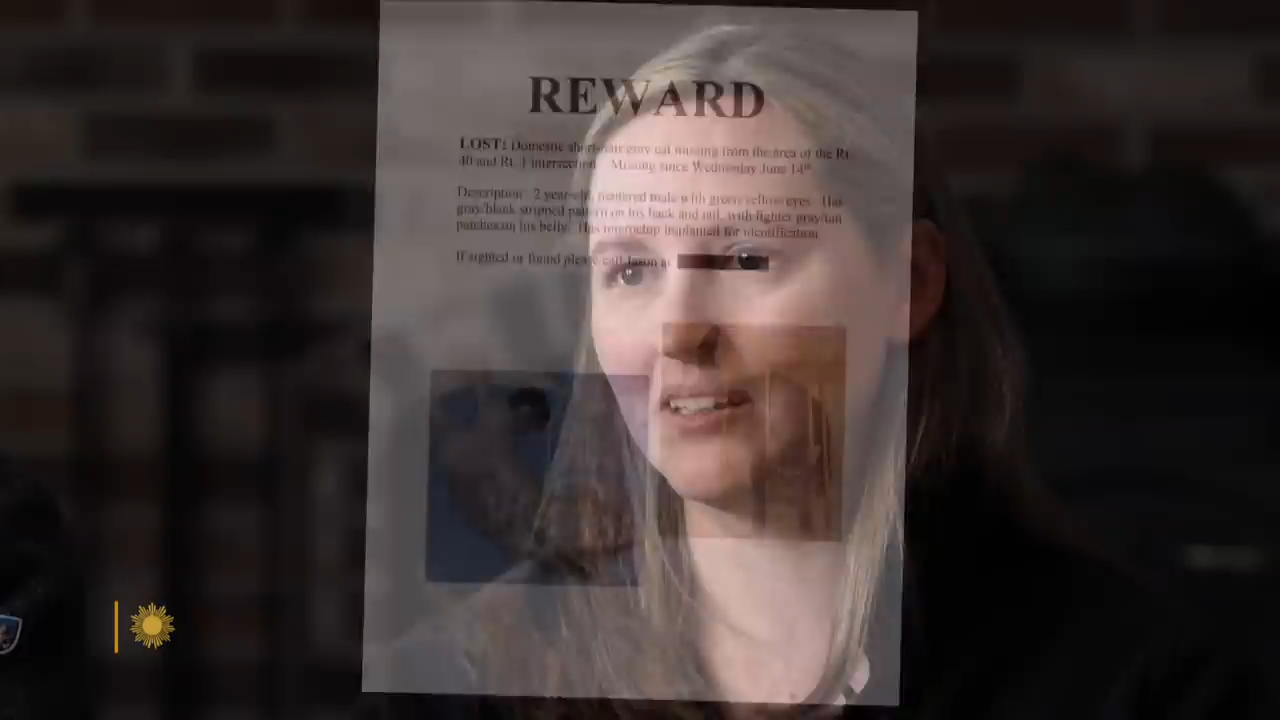 REWARD
LOST! Domestic short hair grey cat missing from the area of the Rt.
40 and Rt. 1 intersection. Missing since Wednesday June 14th
Description: 2 year-old, neutered male with green/yellow eyes. Has
gray/blank stripped pattern on his back and tail, with lighter gray/tan
patches on his belly. Has microchip implanted for identification
If sighted or found please call Jason at